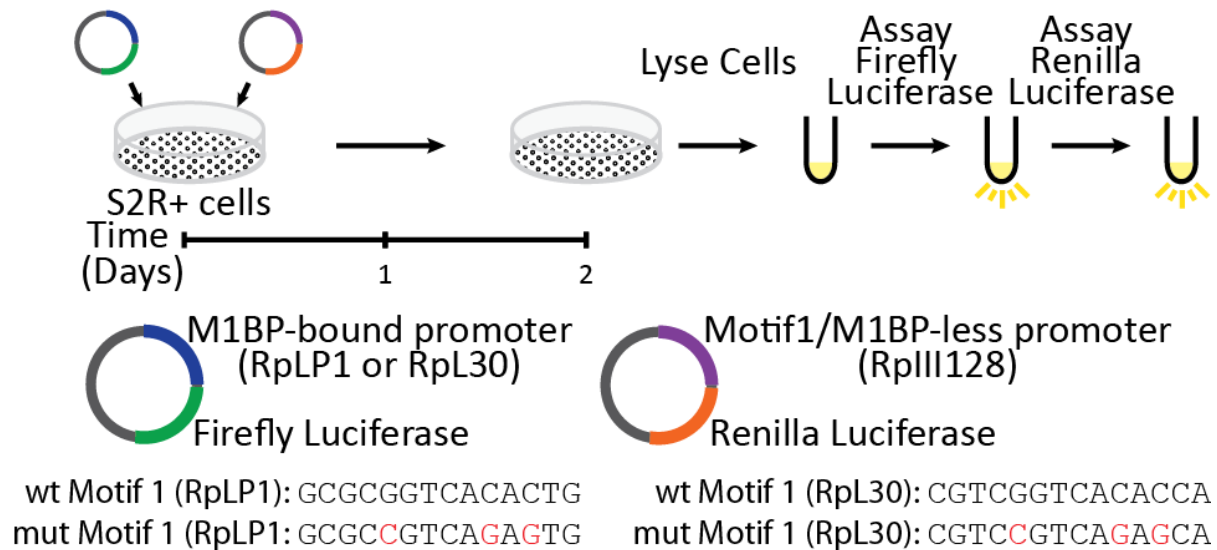 Lyse Cells
Assay
Firefly
Luciferase
Assay
Renilla
Luciferase
S2R+ cells
Time
(Days)
1
2
M1BP-bound promoter
(RpLP1 or RpL30)
Firefly Luciferase
Motif1/M1BP-less promoter
(RpIII128)
Renilla Luciferase
wt Motif 1 (RpLP1): GCGCGGTCACACTG
mut Motif 1 (RpLP1: GCGCCGTCAGAGTG
wt Motif 1 (RpL30): CGTCGGTCACACCA
mut Motif 1 (RpL30): CGTCCGTCAGAGCA